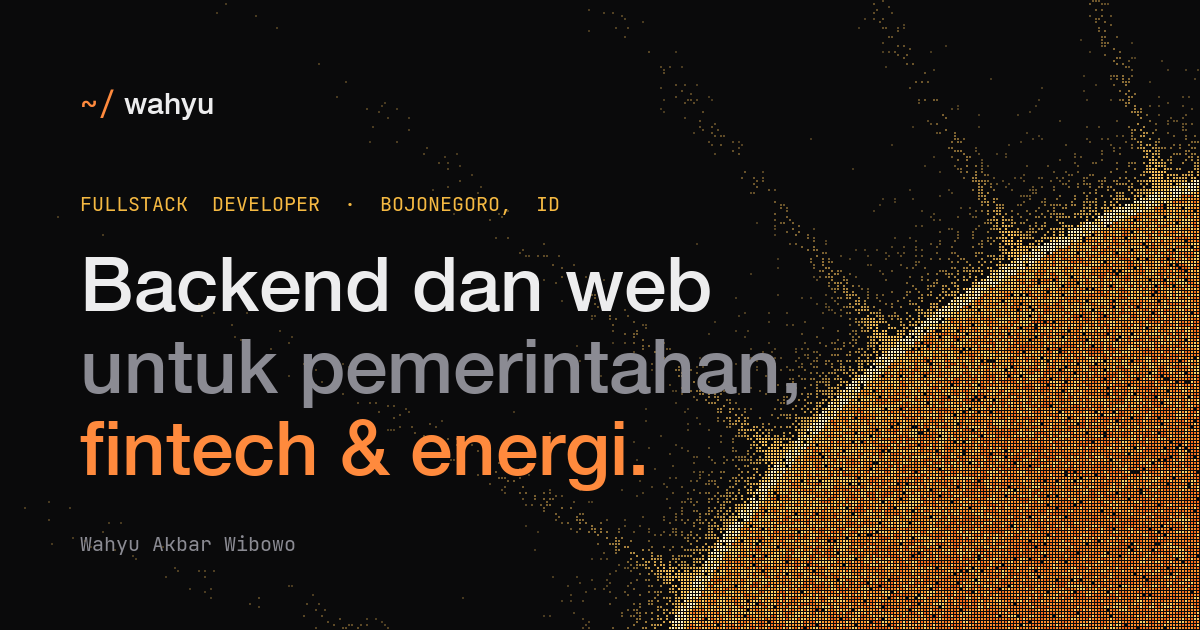 ~/ wahyu
FULLSTACK DEVELOPER · BOJONEGORO, ID
Backend dan web
untuk pemerintahan,
fintech & energi.
Wahyu Akbar Wibowo